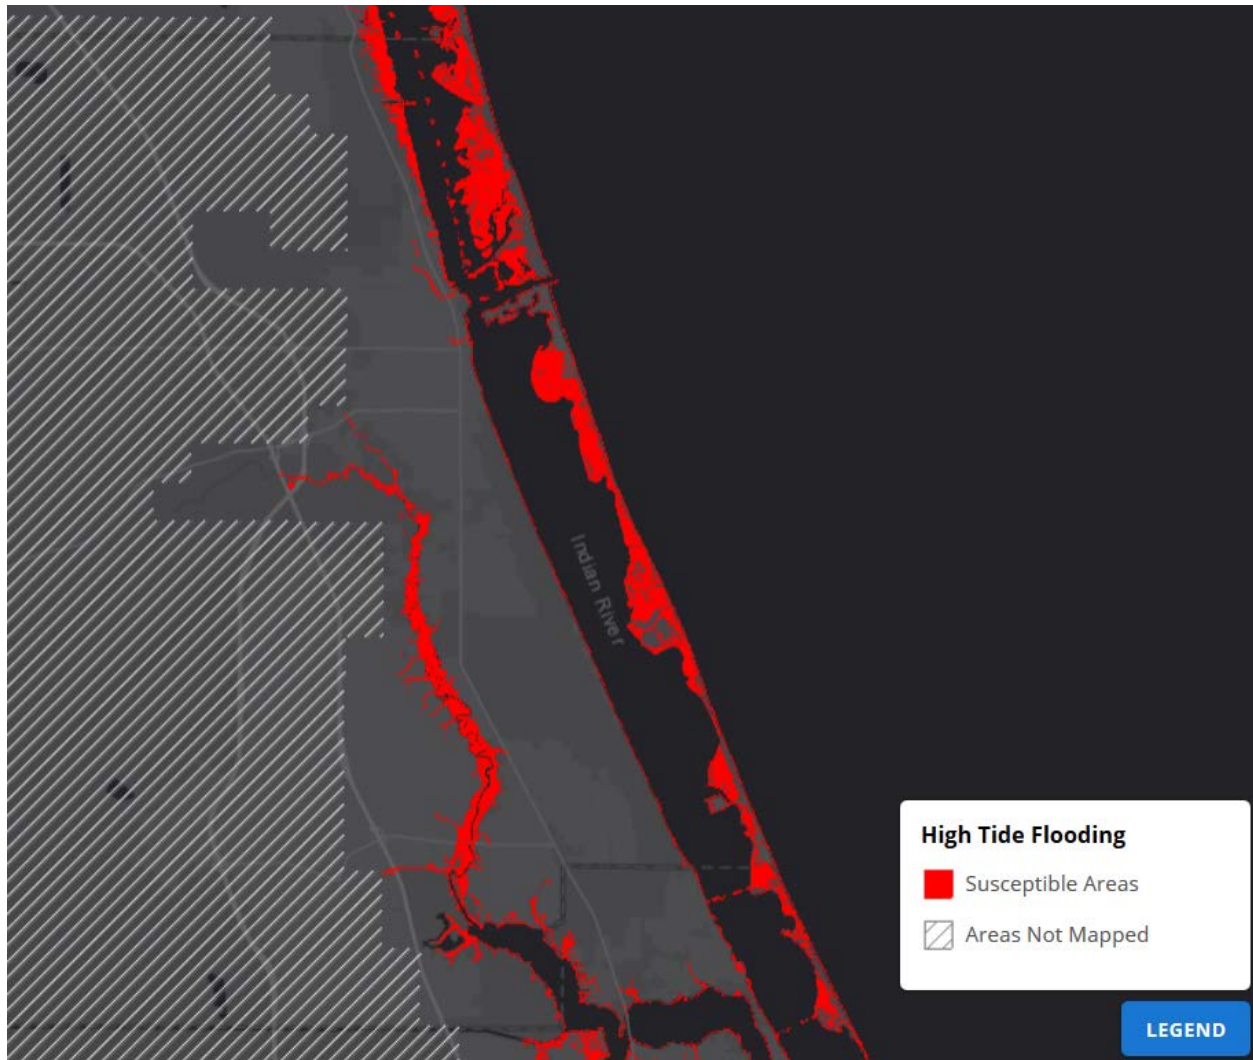 Indian River
High Tide Flooding
Susceptible Areas
Areas Not Mapped
LEGEND